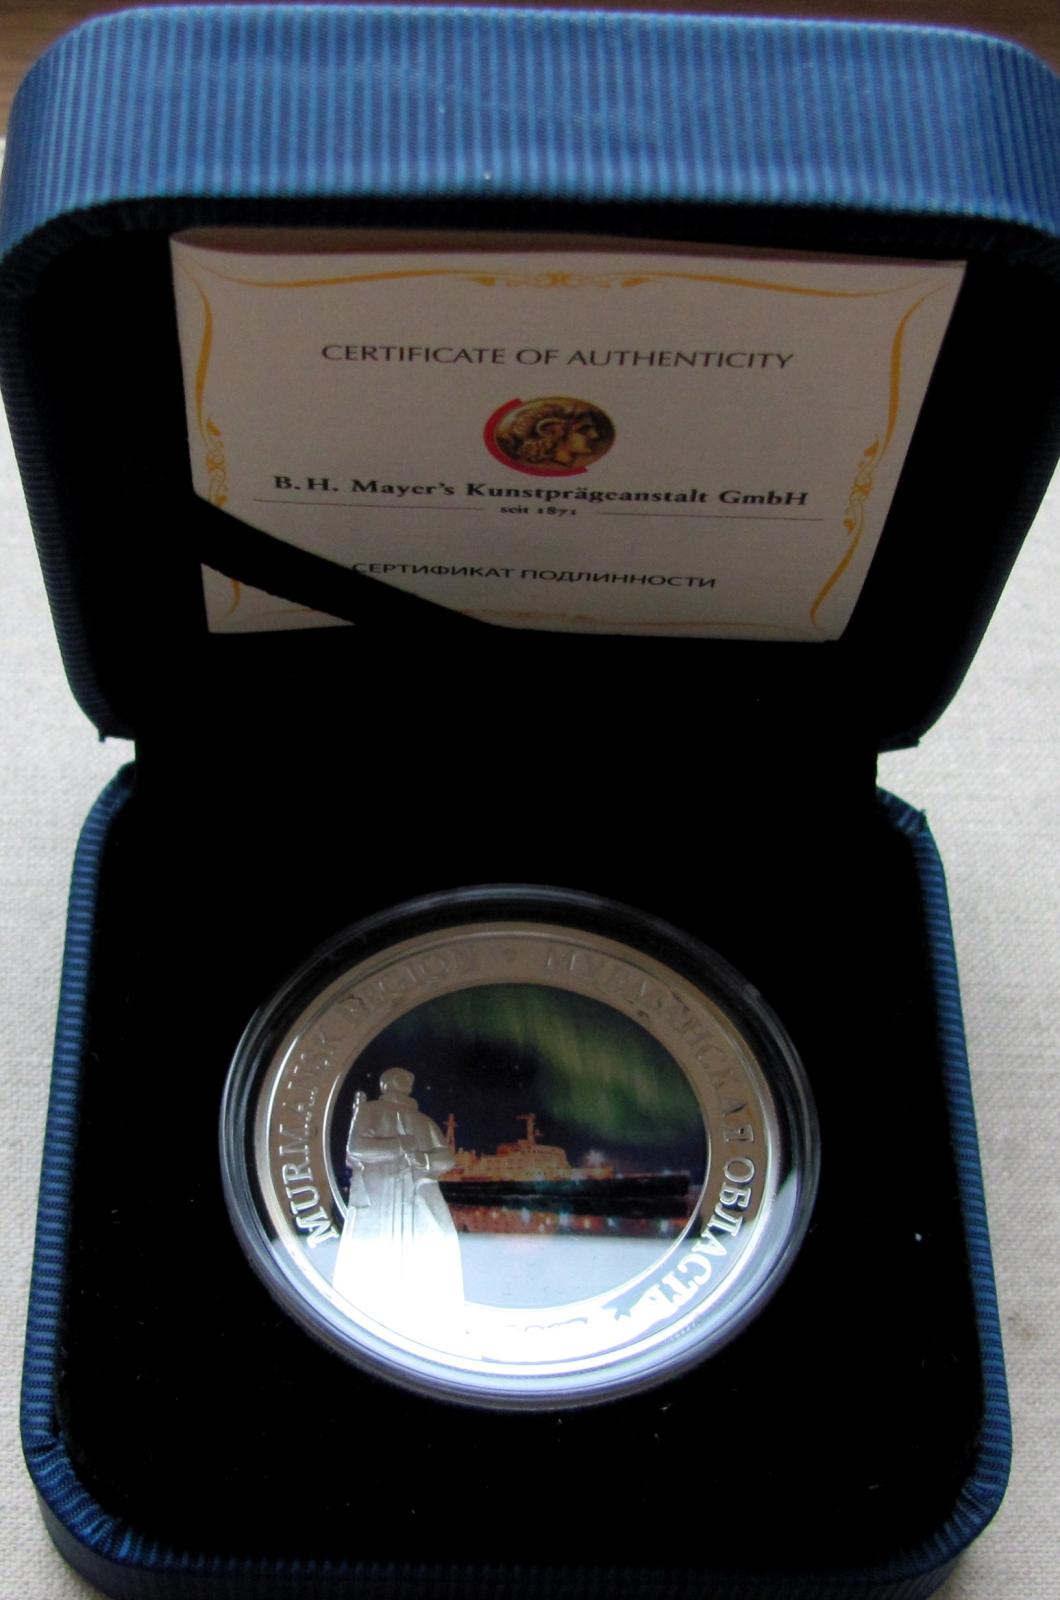 CERTIFICATE OF AUTHENTICITY
B. H. Mayer's Kunstprägeanstalt GmbH
seit 1871
СЕРТИФИКАТ ПОДЛИННОСТИ
MURMANSK REGION • МУРМАНСКАЯ ОБЛАСТЬ